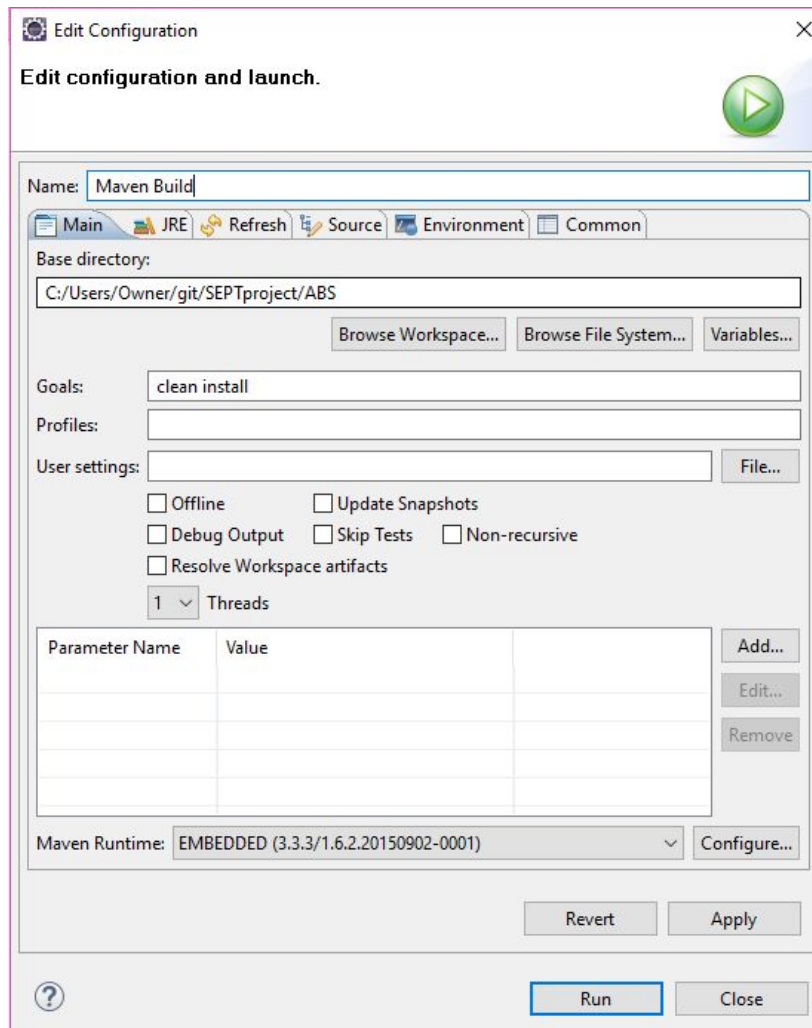 Edit Configuration
Edit configuration and launch.
Name: Maven Build
Main JRE Refresh Source Environment Common
Base directory:
C:/Users/Owner/git/SEPTproject/ABS
Browse Workspace... Browse File System... Variables...
Goals: clean install
Profiles:
User settings: File...
Offline Update Snapshots
Debug Output Skip Tests Non-recursive
Resolve Workspace artifacts
1 Threads
Parameter Name Value Add...
Edit...
Remove
Maven Runtime: EMBEDDED (3.3.3/1.6.2.20150902-0001) Configure...
Revert Apply
? Run Close